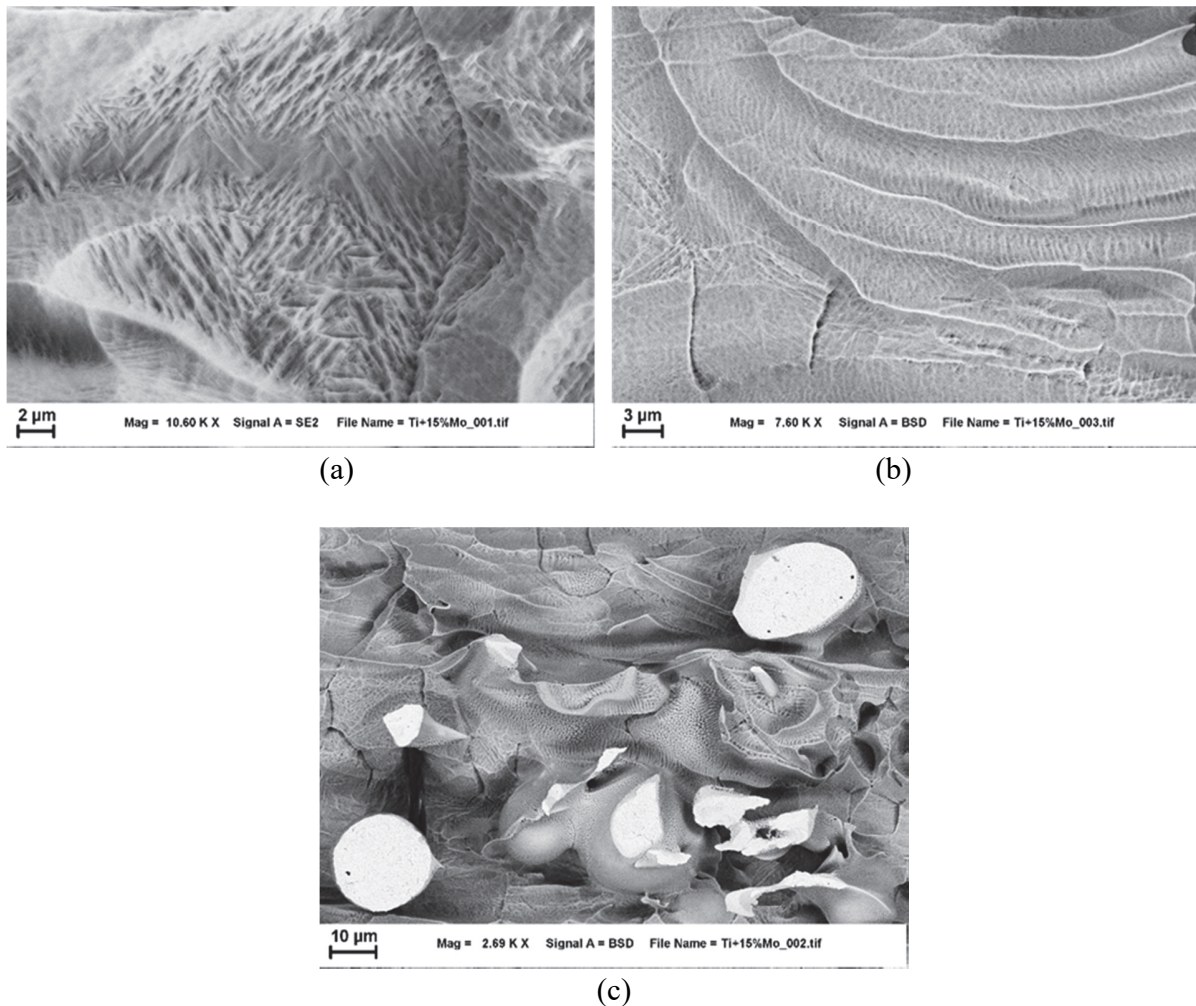 2 µm
Mag = 10.60 K X Signal A = SE2 File Name = Ti+15%Mo_001.tif
(a)
3 µm
Mag = 7.60 K X Signal A = BSD File Name = Ti+15%Mo_003.tif
(b)
10 µm
Mag = 2.69 K X Signal A = BSD File Name = Ti+15%Mo_002.tif
(c)